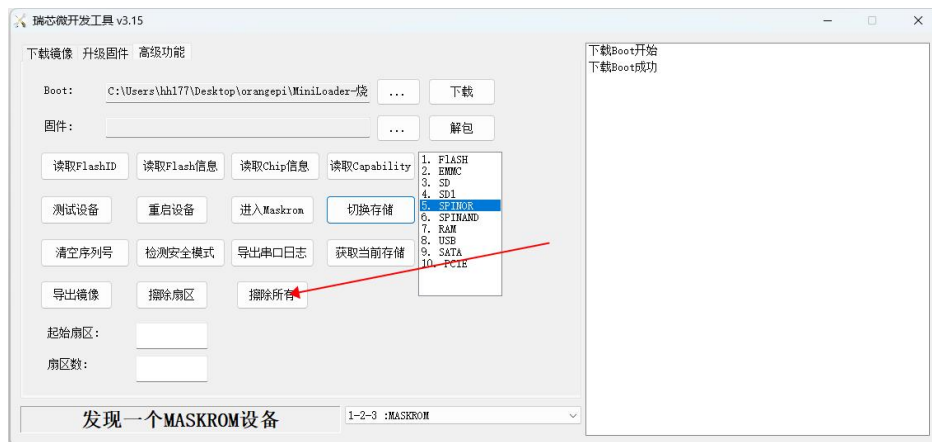 瑞芯微开发工具 v3.15
下载镜像 升级固件 高级功能
Boot: C:\Users\hh177\Desktop\orangepi\MiniLoader-烧 ... 下载
固件: ... 解包
读取FlashID 读取Flash信息 读取Chip信息 读取Capability
测试设备 重启设备 进入Maskrom 切换存储
清空序列号 检测安全模式 导出串口日志 获取当前存储
导出镜像 擦除扇区 擦除所有
1. FlASH
2. EMMC
3. SD
4. SD1
5. SPINOR
6. SPINAND
7. RAM
8. USB
9. SATA
10. PCIE
起始扇区:
扇区数:
发现一个MASKROM设备 1-2-3 :MASKROM
下载Boot开始
下载Boot成功